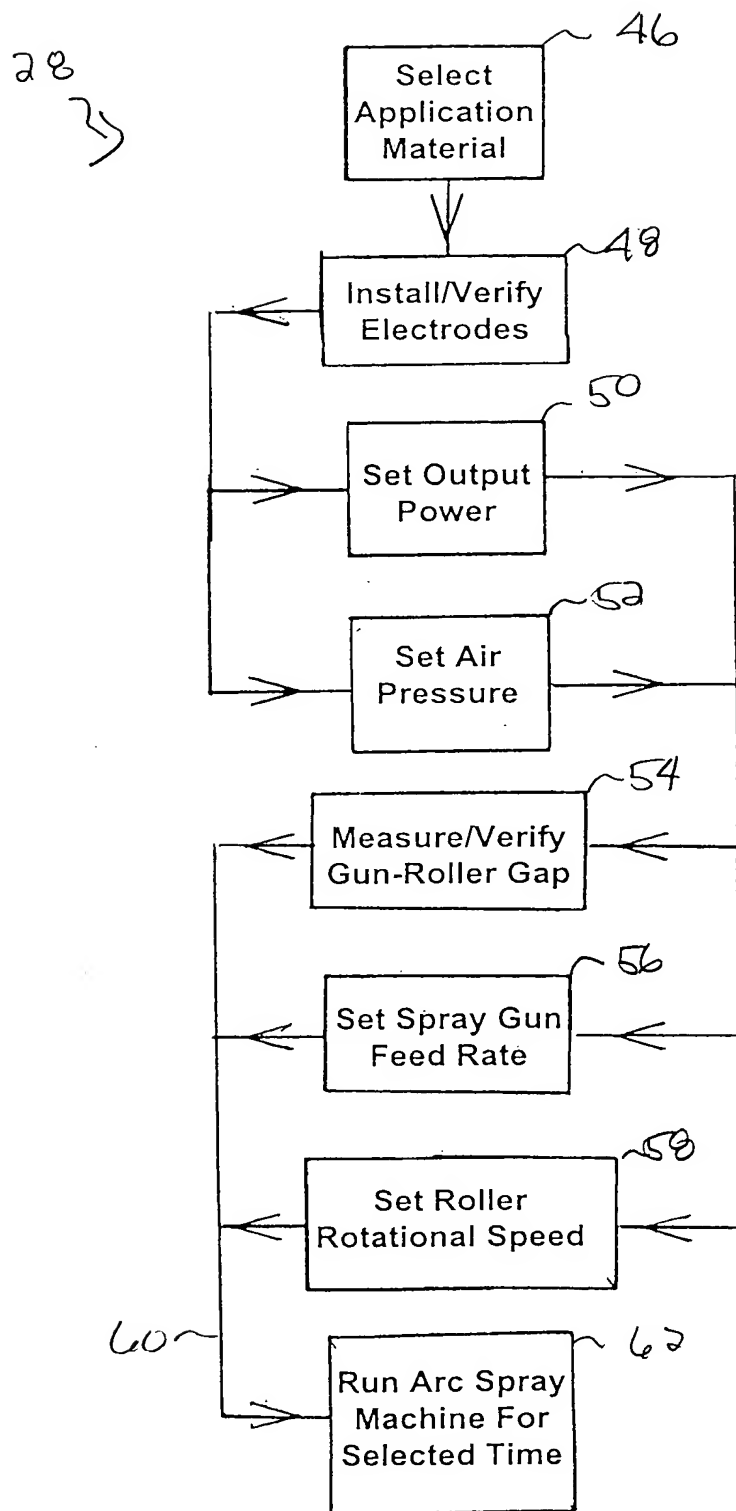 46
28
Select
Application
Material
48
Install/Verify
Electrodes
50
Set Output
Power
52
Set Air
Pressure
54
Measure/Verify
Gun-Roller Gap
56
Set Spray Gun
Feed Rate
58
Set Roller
Rotational Speed
60
62
Run Arc Spray
Machine For
Selected Time